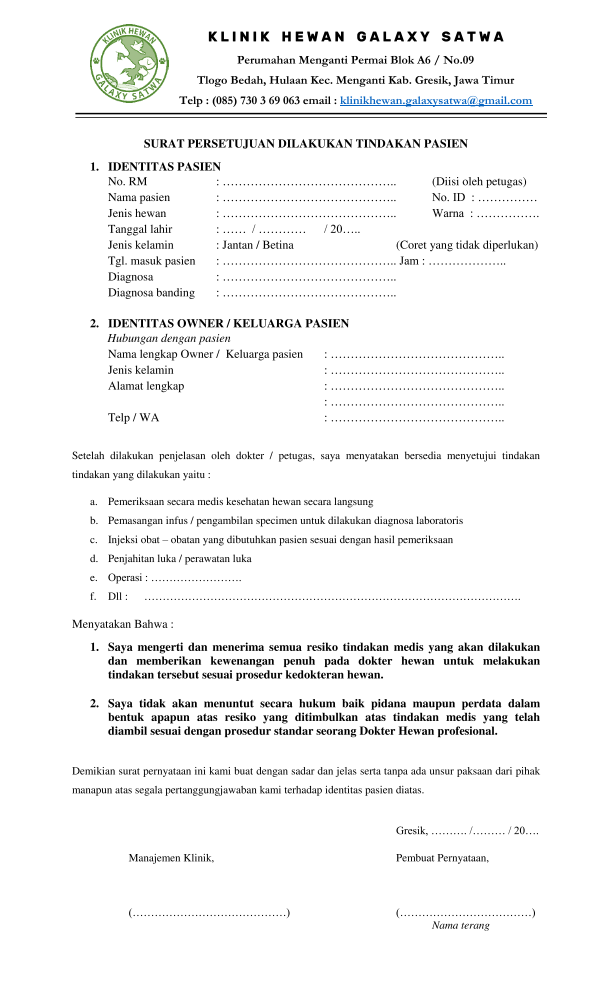 KLINIK HEWAN
GALAXY SATWA
KLINIK HEWAN GALAXY SATWA
Perumahan Menganti Permai Blok A6 / No.09
Tlogo Bedah, Hulaan Kec. Menganti Kab. Gresik, Jawa Timur
Telp : (085) 730 3 69 063 email : klinikhewan.galaxysatwa@gmail.com
SURAT PERSETUJUAN DILAKUKAN TINDAKAN PASIEN
1. IDENTITAS PASIEN
No. RM : …………………………………….. (Diisi oleh petugas)
Nama pasien : …………………………………….. No. ID : ……………
Jenis hewan : …………………………………….. Warna : …………….
Tanggal lahir : …… / ………… / 20…..
Jenis kelamin : Jantan / Betina (Coret yang tidak diperlukan)
Tgl. masuk pasien : …………………………………….. Jam : ………………..
Diagnosa : ……………………………………..
Diagnosa banding : ……………………………………..
2. IDENTITAS OWNER / KELUARGA PASIEN
Hubungan dengan pasien
Nama lengkap Owner / Keluarga pasien : ……………………………………..
Jenis kelamin : ……………………………………..
Alamat lengkap : ……………………………………..
: ……………………………………..
Telp / WA : ……………………………………..
Setelah dilakukan penjelasan oleh dokter / petugas, saya menyatakan bersedia menyetujui tindakan
tindakan yang dilakukan yaitu :
a. Pemeriksaan secara medis kesehatan hewan secara langsung
b. Pemasangan infus / pengambilan specimen untuk dilakukan diagnosa laboratoris
c. Injeksi obat – obatan yang dibutuhkan pasien sesuai dengan hasil pemeriksaan
d. Penjahitan luka / perawatan luka
e. Operasi : …………………….
f. Dll : ………………………………………………………………………………………….
Menyatakan Bahwa :
1. Saya mengerti dan menerima semua resiko tindakan medis yang akan dilakukan
dan memberikan kewenangan penuh pada dokter hewan untuk melakukan
tindakan tersebut sesuai prosedur kedokteran hewan.
2. Saya tidak akan menuntut secara hukum baik pidana maupun perdata dalam
bentuk apapun atas resiko yang ditimbulkan atas tindakan medis yang telah
diambil sesuai dengan prosedur standar seorang Dokter Hewan profesional.
Demikian surat pernyataan ini kami buat dengan sadar dan jelas serta tanpa ada unsur paksaan dari pihak
manapun atas segala pertanggungjawaban kami terhadap identitas pasien diatas.
Gresik, ………. /……… / 20….
Manajemen Klinik, Pembuat Pernyataan,
(…………………………………) (……………………………)
Nama terang